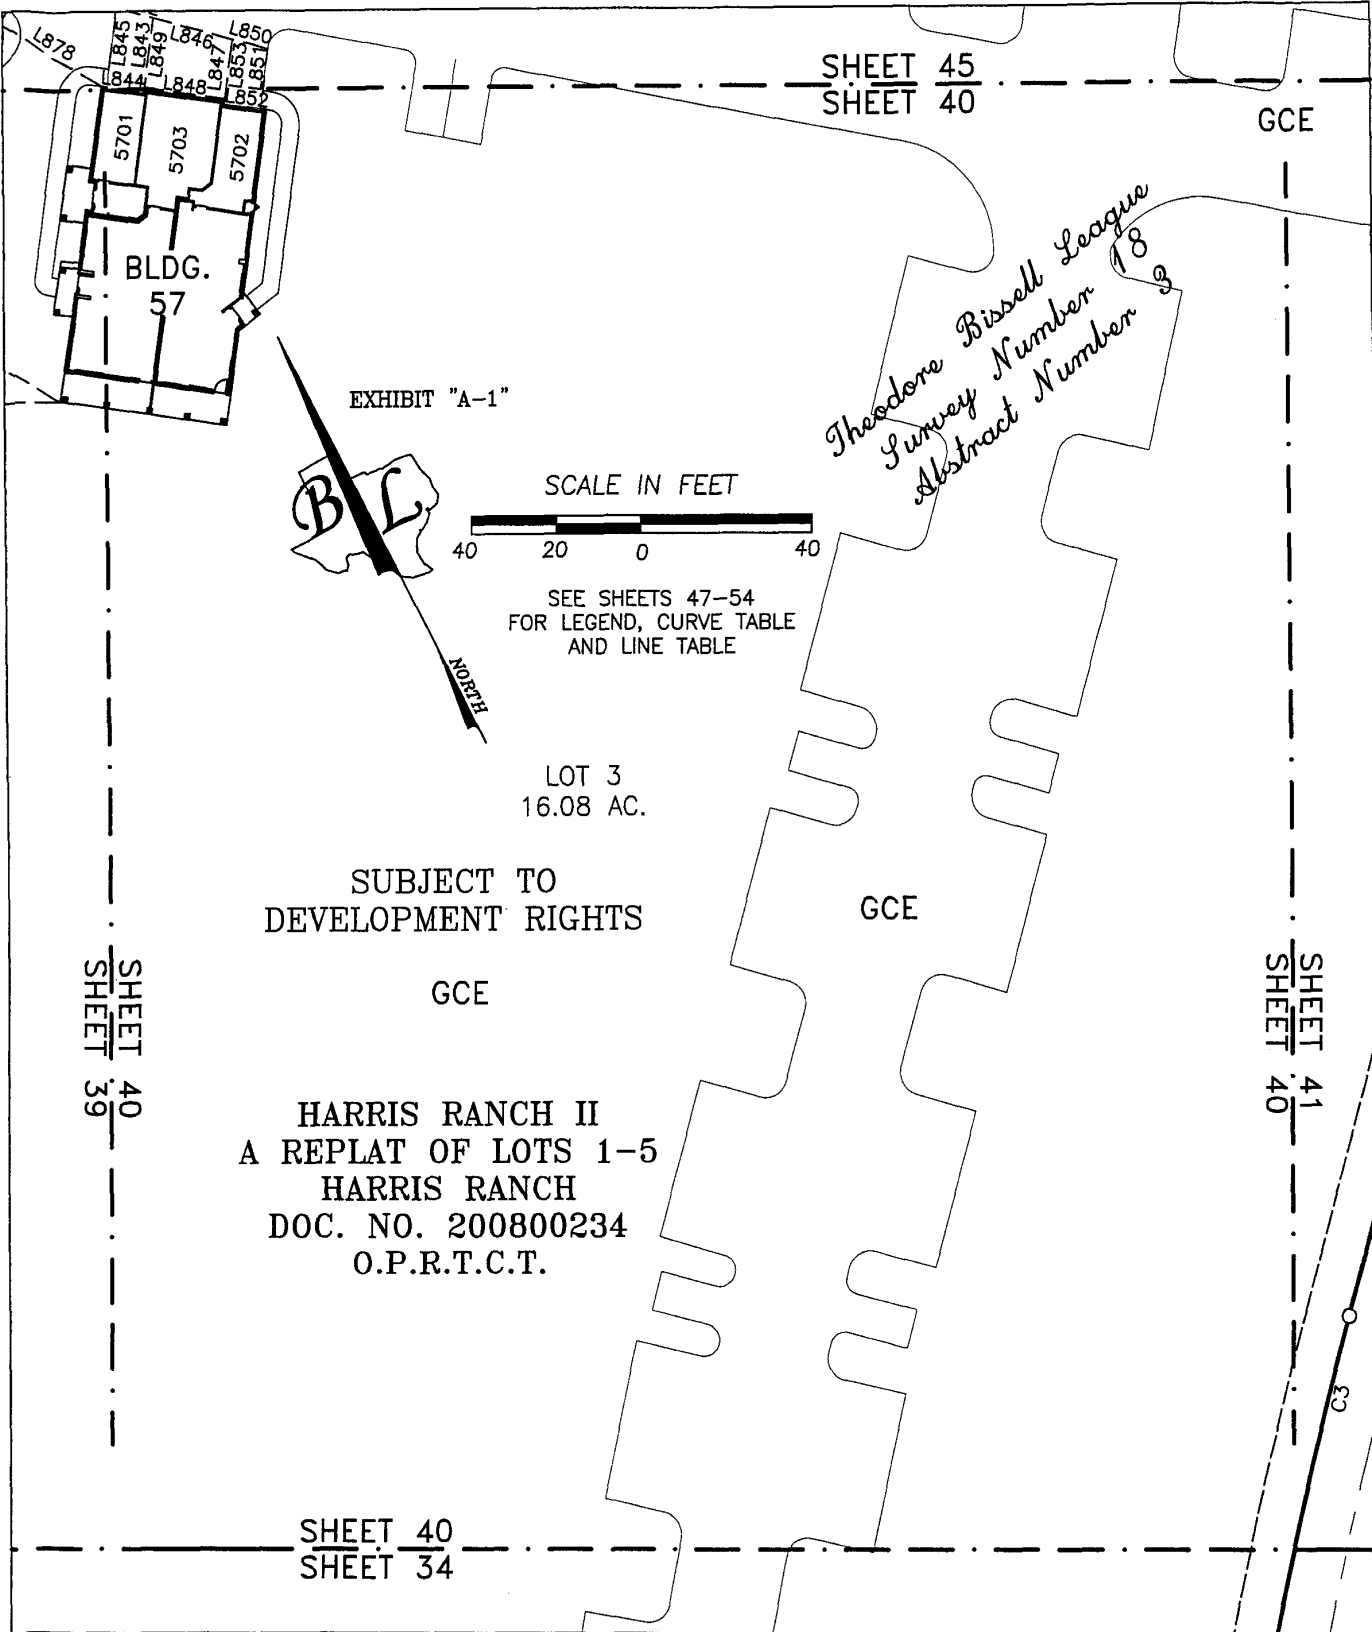 L878
L845
L843
L849
L846
L847
L850
L853
L851
L844
L848
L852
SHEET 45
SHEET 40
GCE
5701
5703
5702
BLDG.
57
Theodore Bissell League
Survey Number 18
Abstract Number 3
EXHIBIT "A-1"
B L
SCALE IN FEET
40 20 0 40
SEE SHEETS 47-54
FOR LEGEND, CURVE TABLE
AND LINE TABLE
NORTH
LOT 3
16.08 AC.
SUBJECT TO
DEVELOPMENT RIGHTS
GCE
GCE
SHEET 40
SHEET 39
SHEET 41
SHEET 40
HARRIS RANCH II
A REPLAT OF LOTS 1-5
HARRIS RANCH
DOC. NO. 200800234
O.P.R.T.C.T.
C3
SHEET 40
SHEET 34